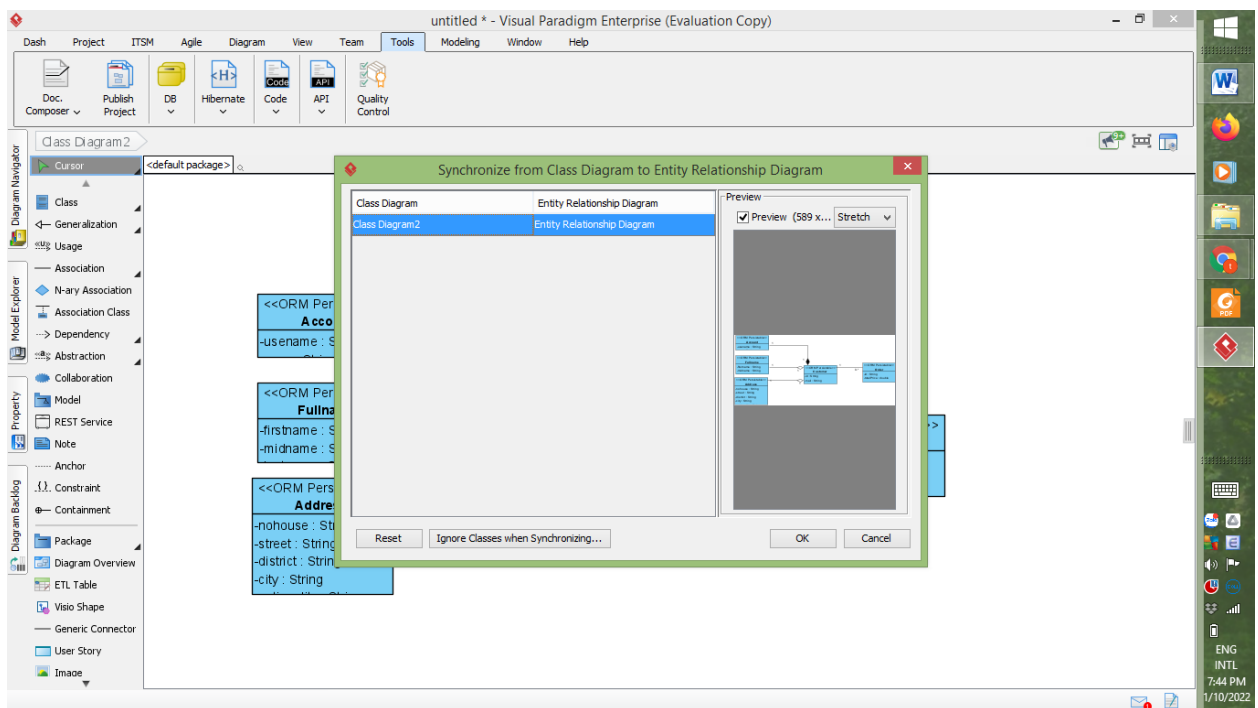 untitled * - Visual Paradigm Enterprise (Evaluation Copy)
Dash Project ITSM Agile Diagram View Team Tools Modeling Window Help
Doc. Composer
Publish Project
DB
Hibernate
Code
API
Quality Control
Class Diagram2
Diagram Navigator
Model Explorer
Property
Diagram Backlog
Cursor
Class
Generalization
Usage
Association
N-ary Association
Association Class
Dependency
Abstraction
Collaboration
Model
REST Service
Note
Anchor
Constraint
Containment
Package
Diagram Overview
ETL Table
Visio Shape
Generic Connector
User Story
Image
<default package>
<<ORM Per
Acco
-usename : S
<<ORM Per
Fullna
-firstname : S
-midname : S
<<ORM Pers
Addre
-nohouse : Str
-street : String
-district : Strin
-city : String
Synchronize from Class Diagram to Entity Relationship Diagram
Class Diagram Entity Relationship Diagram
Class Diagram2 Entity Relationship Diagram
Preview
Preview (589 x... Stretch
Reset Ignore Classes when Synchronizing... OK Cancel
ENG
INTL
7:44 PM
1/10/2022